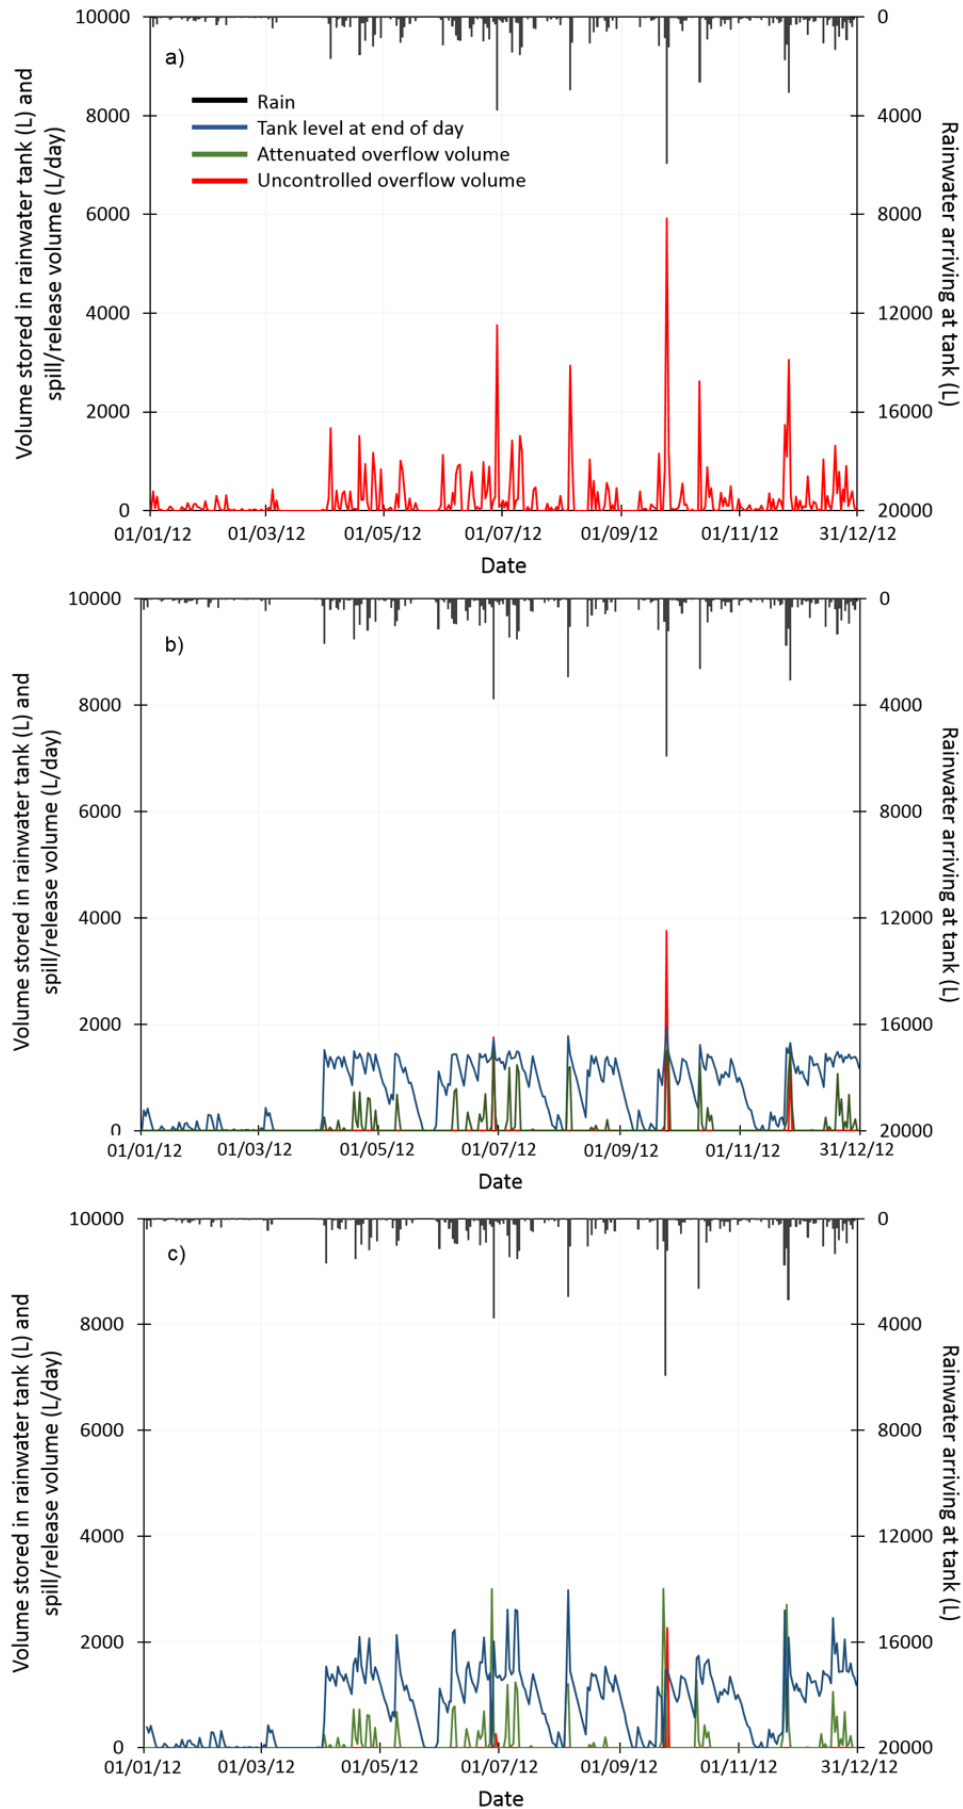 10000
0
a)
Rain
Tank level at end of day
Attenuated overflow volume
Uncontrolled overflow volume
8000
4000
6000
8000
4000
12000
2000
16000
0
20000
Volume stored in rainwater tank (L) and
spill/release volume (L/day)
Rainwater arriving at tank (L)
01/01/12 01/03/12 01/05/12 01/07/12 01/09/12 01/11/12 31/12/12
Date
10000
0
b)
8000
4000
6000
8000
4000
12000
2000
16000
0
20000
Volume stored in rainwater tank (L) and
spill/release volume (L/day)
Rainwater arriving at tank (L)
01/01/12 01/03/12 01/05/12 01/07/12 01/09/12 01/11/12 31/12/12
Date
10000
0
c)
8000
4000
6000
8000
4000
12000
2000
16000
0
20000
Volume stored in rainwater tank (L) and
spill/release volume (L/day)
Rainwater arriving at tank (L)
01/01/12 01/03/12 01/05/12 01/07/12 01/09/12 01/11/12 31/12/12
Date